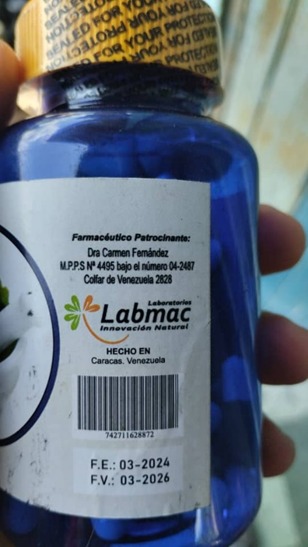 SEALED FOR YOUR PROTECTION
Farmacéutico Patrocinante:
Dra Carmen Fernández
M.P.P.S Nª 4495 bajo el número 04-2487
Colfar de Venezuela 2828
Laboratorios
Labmac
Innovación Natural
HECHO EN
Caracas. Venezuela
742711628872
F.E.: 03-2024
F.V.: 03-2026